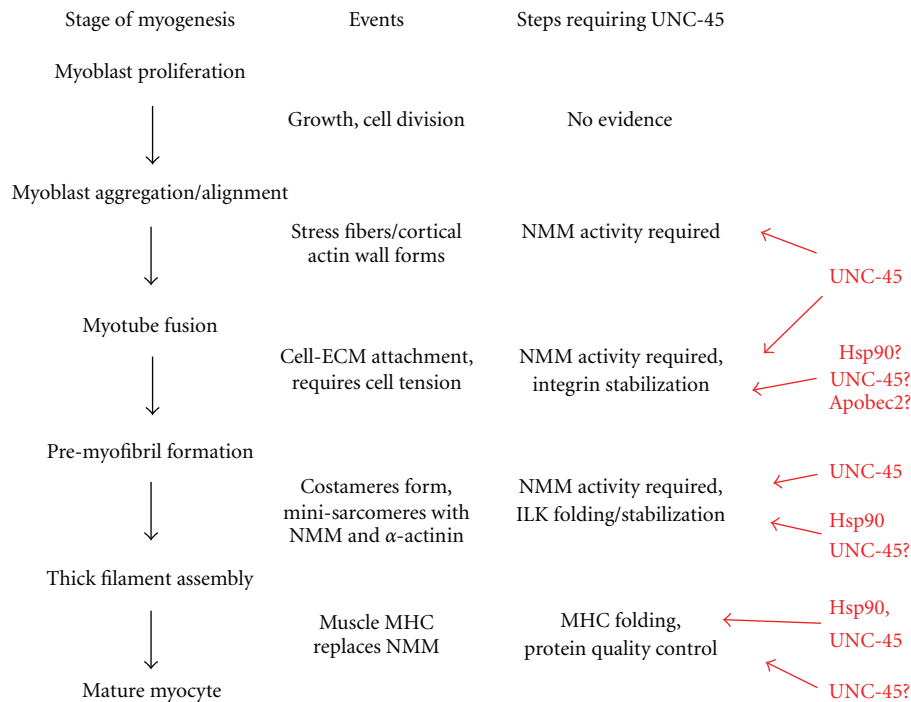 Stage of myogenesis Events Steps requiring UNC-45
Myoblast proliferation
Growth, cell division No evidence
Myoblast aggregation/alignment
Stress fibers/cortical NMM activity required
actin wall forms
UNC-45
Myotube fusion
Cell-ECM attachment, NMM activity required, Hsp90?
requires cell tension integrin stabilization UNC-45?
Apobec2?
Pre-myofibril formation
UNC-45
Costameres form, NMM activity required,
mini-sarcomeres with ILK folding/stabilization Hsp90
NMM and α-actinin UNC-45?
Thick filament assembly
Hsp90,
Muscle MHC MHC folding, UNC-45
replaces NMM protein quality control
Mature myocyte UNC-45?